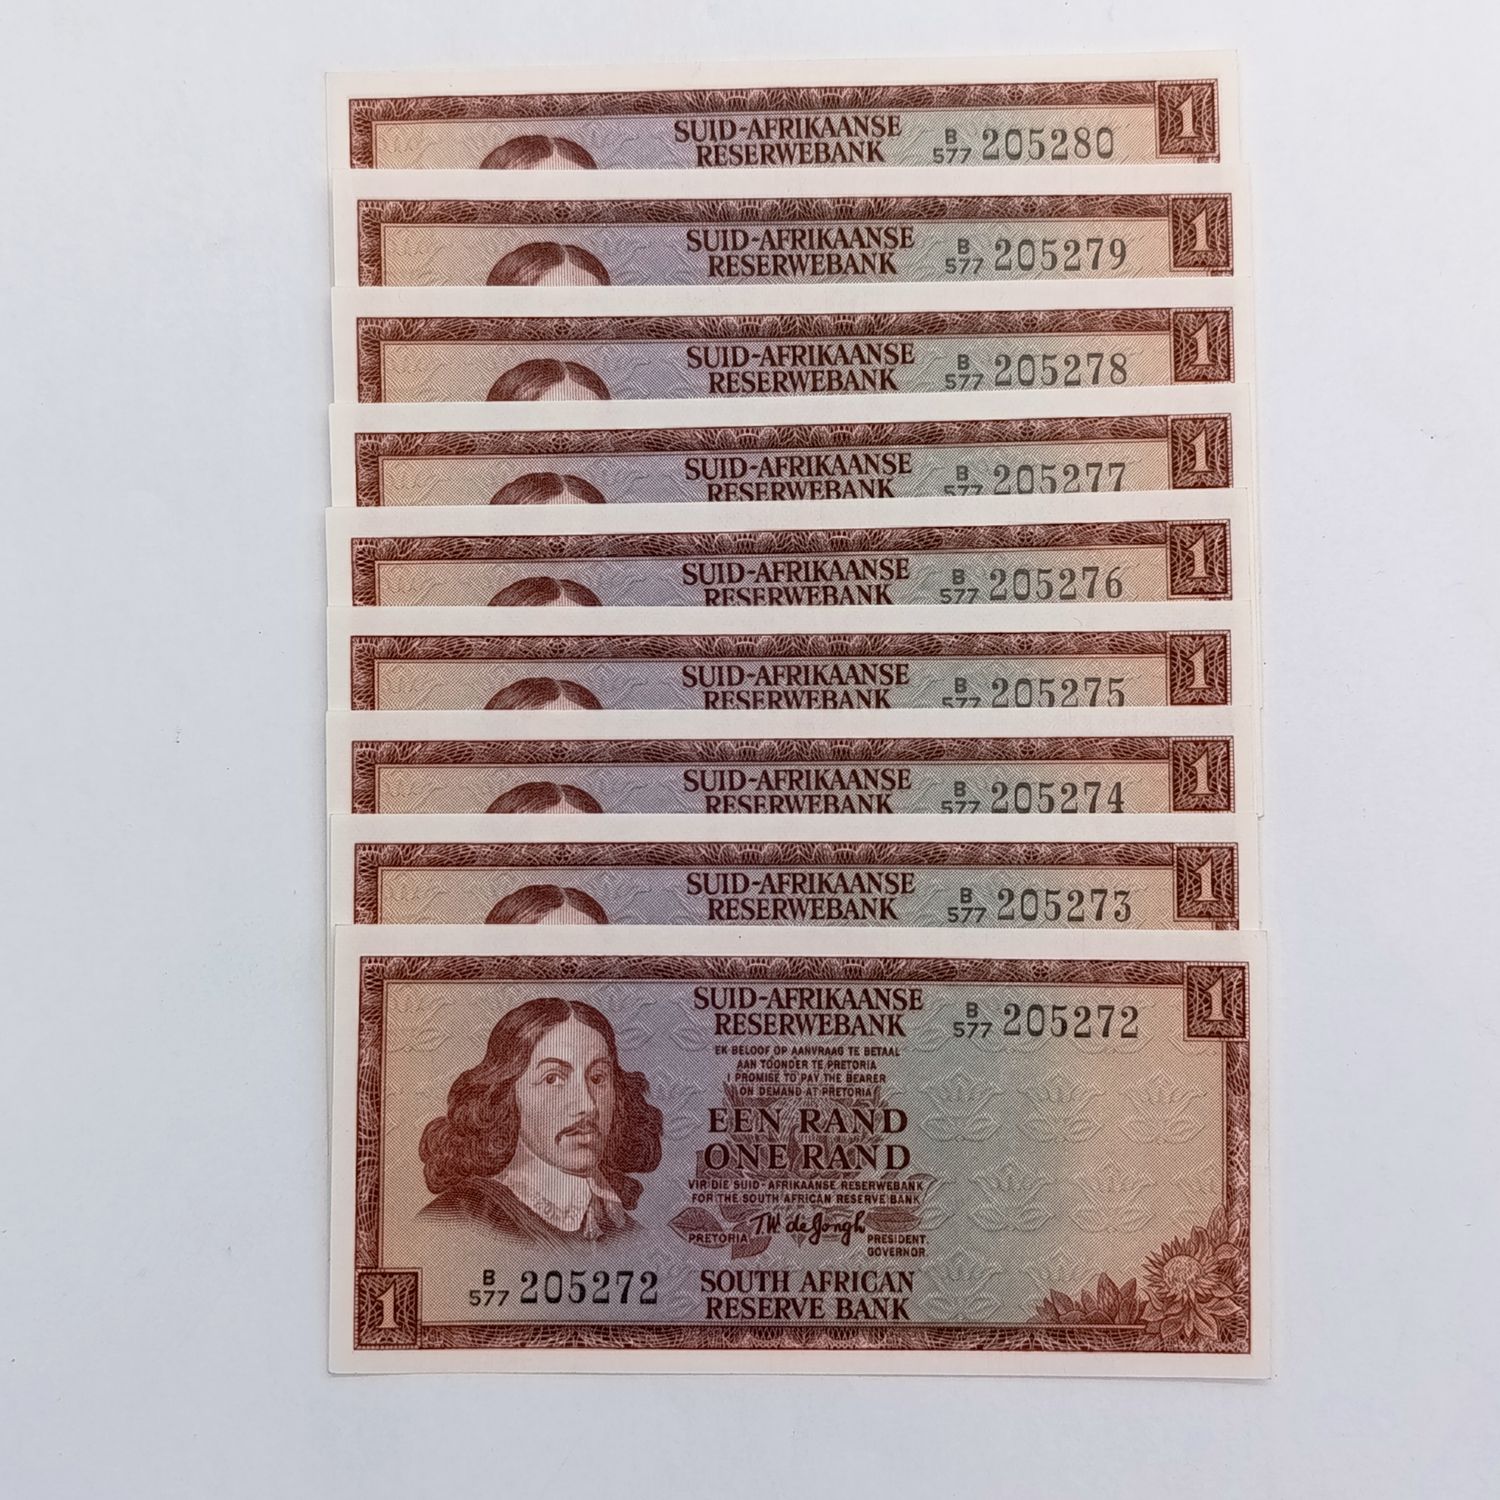 SUID-AFRIKAANSE
RESERWEBANK
B
577 205280
1
SUID-AFRIKAANSE
RESERWEBANK
B
577 205279
1
SUID-AFRIKAANSE
RESERWEBANK
B
577 205278
1
SUID-AFRIKAANSE
RESERWEBANK
B
577 205277
1
SUID-AFRIKAANSE
RESERWEBANK
B
577 205276
1
SUID-AFRIKAANSE
RESERWEBANK
B
577 205275
1
SUID-AFRIKAANSE
RESERWEBANK
B
577 205274
1
SUID-AFRIKAANSE
RESERWEBANK
B
577 205273
1
SUID-AFRIKAANSE
RESERWEBANK
B
577 205272
1
EK BELOOF OP AANVRAAG TE BETAAL
AAN TOONDER TE PRETORIA
I PROMISE TO PAY THE BEARER
ON DEMAND AT PRETORIA
EEN RAND
ONE RAND
VIR DIE SUID-AFRIKAANSE RESERWEBANK
FOR THE SOUTH AFRICAN RESERVE BANK
T.W. de Jongh
PRETORIA
PRESIDENT.
GOVERNOR.
1
B
577 205272
SOUTH AFRICAN
RESERVE BANK